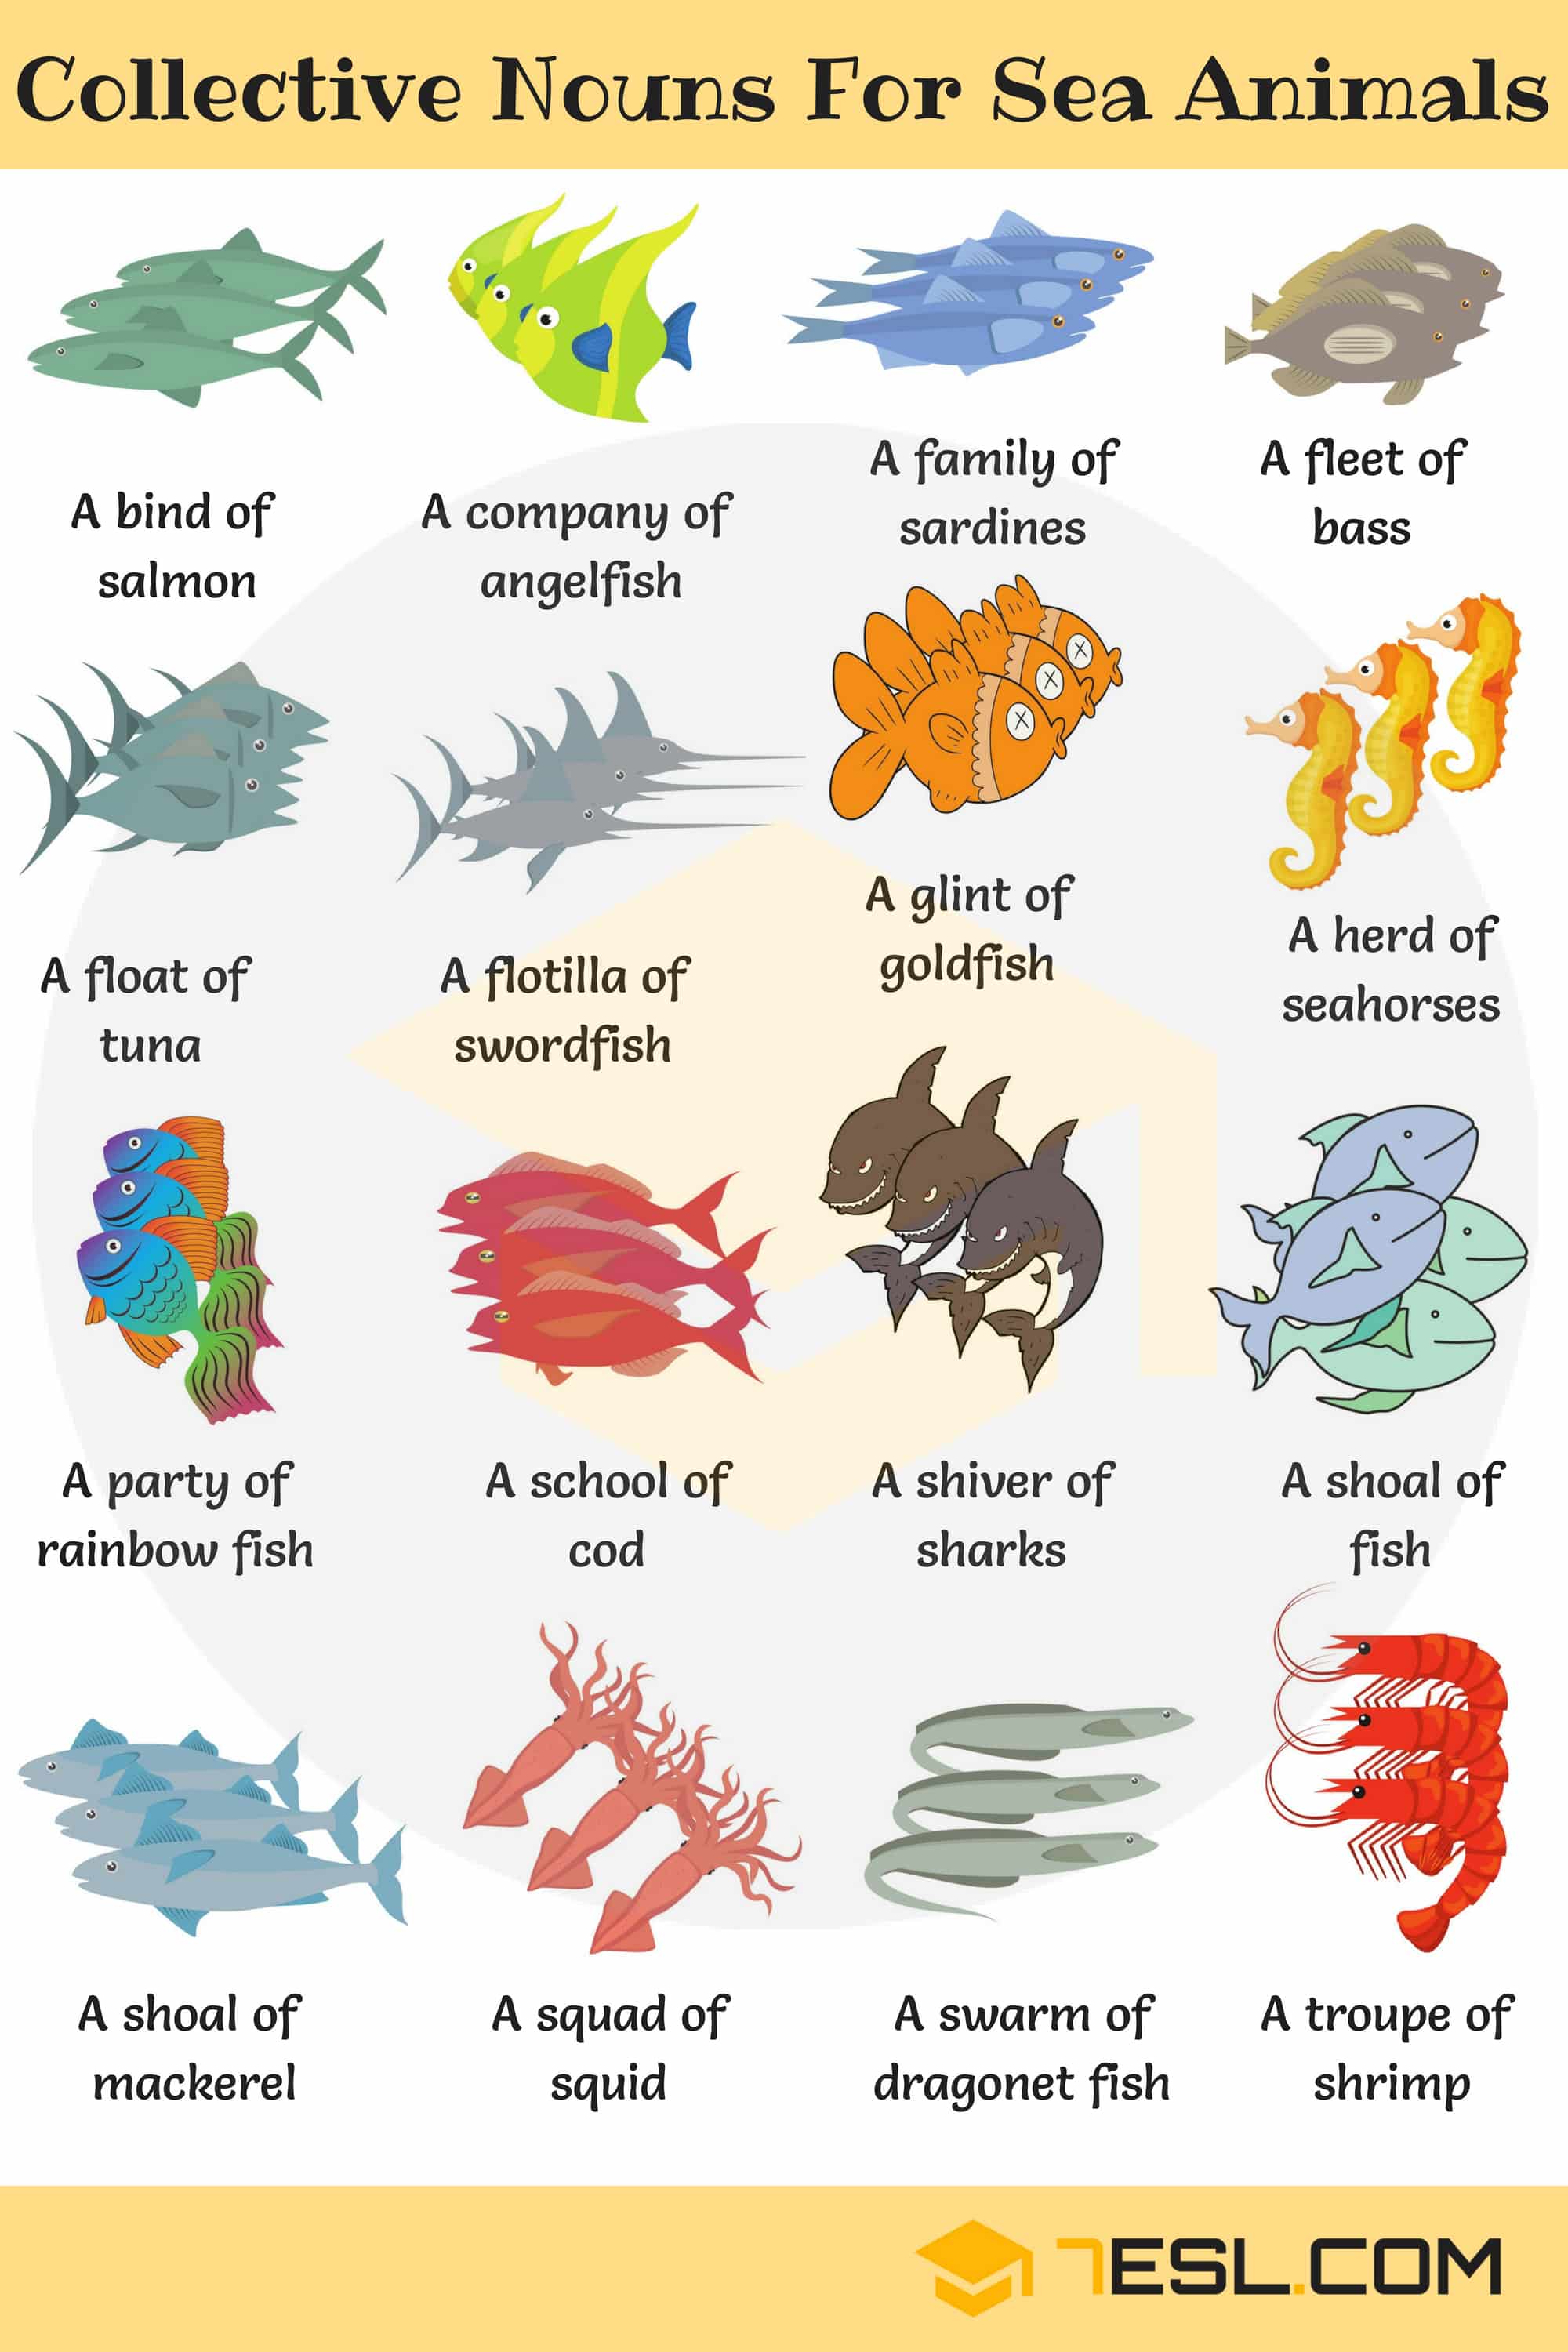 Collective Nouns For Sea Animals
A bind of
salmon
A company of
angelfish
A family of
sardines
A fleet of
bass
A float of
tuna
A flotilla of
swordfish
A glint of
goldfish
A herd of
seahorses
A party of
rainbow fish
A school of
cod
A shiver of
sharks
A shoal of
fish
A shoal of
mackerel
A squad of
squid
A swarm of
dragonet fish
A troupe of
shrimp
7ESL.COM